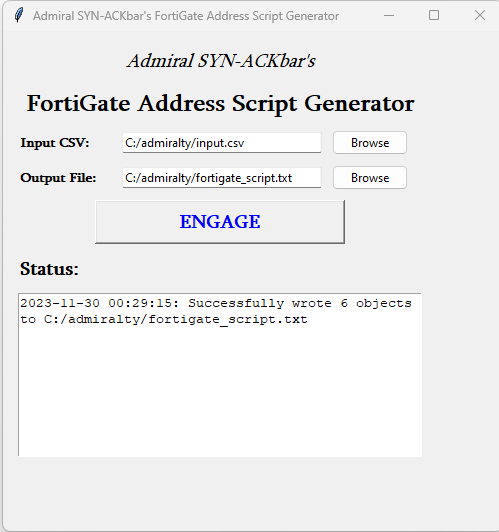 Admiral SYN-ACKbar's FortiGate Address Script Generator
Admiral SYN-ACKbar's
FortiGate Address Script Generator
Input CSV: C:/admiralty/input.csv Browse
Output File: C:/admiralty/fortigate_script.txt Browse
ENGAGE
Status:
2023-11-30 00:29:15: Successfully wrote 6 objects
to C:/admiralty/fortigate_script.txt